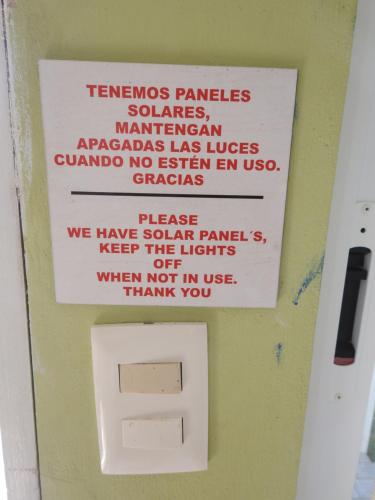 TENEMOS PANELES
SOLARES,
MANTENGAN
APAGADAS LAS LUCES
CUANDO NO ESTÉN EN USO.
GRACIAS
PLEASE
WE HAVE SOLAR PANEL´S,
KEEP THE LIGHTS
OFF
WHEN NOT IN USE.
THANK YOU